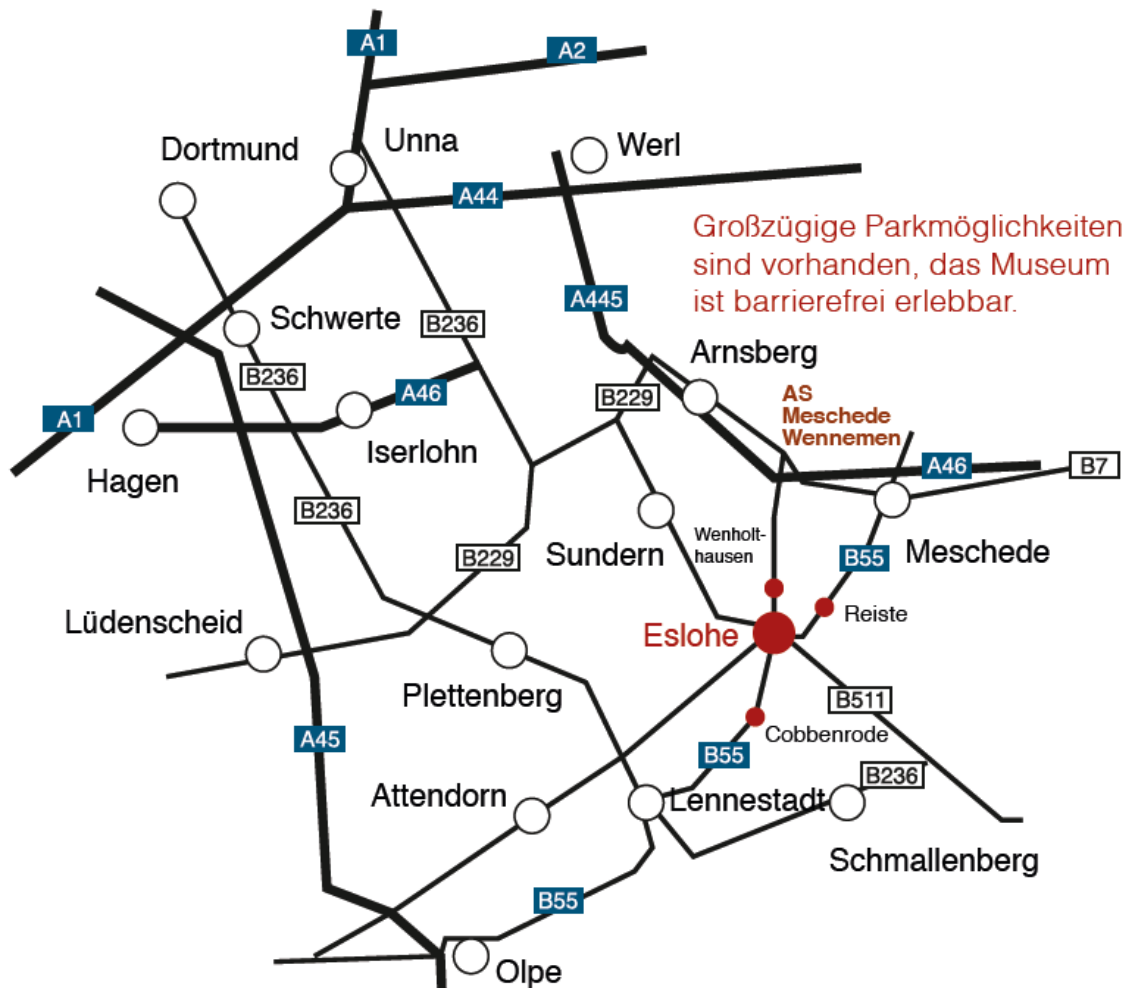 A1
A2
Dortmund
Unna
Werl
A44
Großzügige Parkmöglichkeiten
sind vorhanden, das Museum
ist barrierefrei erlebbar.
A445
Schwerte
B236
Arnsberg
B236
A46
B229
AS
Meschede
Wennemen
A1
Iserlohn
A46
B7
Hagen
B236
Wenholt-
hausen
Sundern
B229
B55
Meschede
Lüdenscheid
Eslohe
Reiste
Plettenberg
B511
A45
Cobbenrode
B55
B236
Attendorn
Lennestadt
Schmallenberg
B55
Olpe